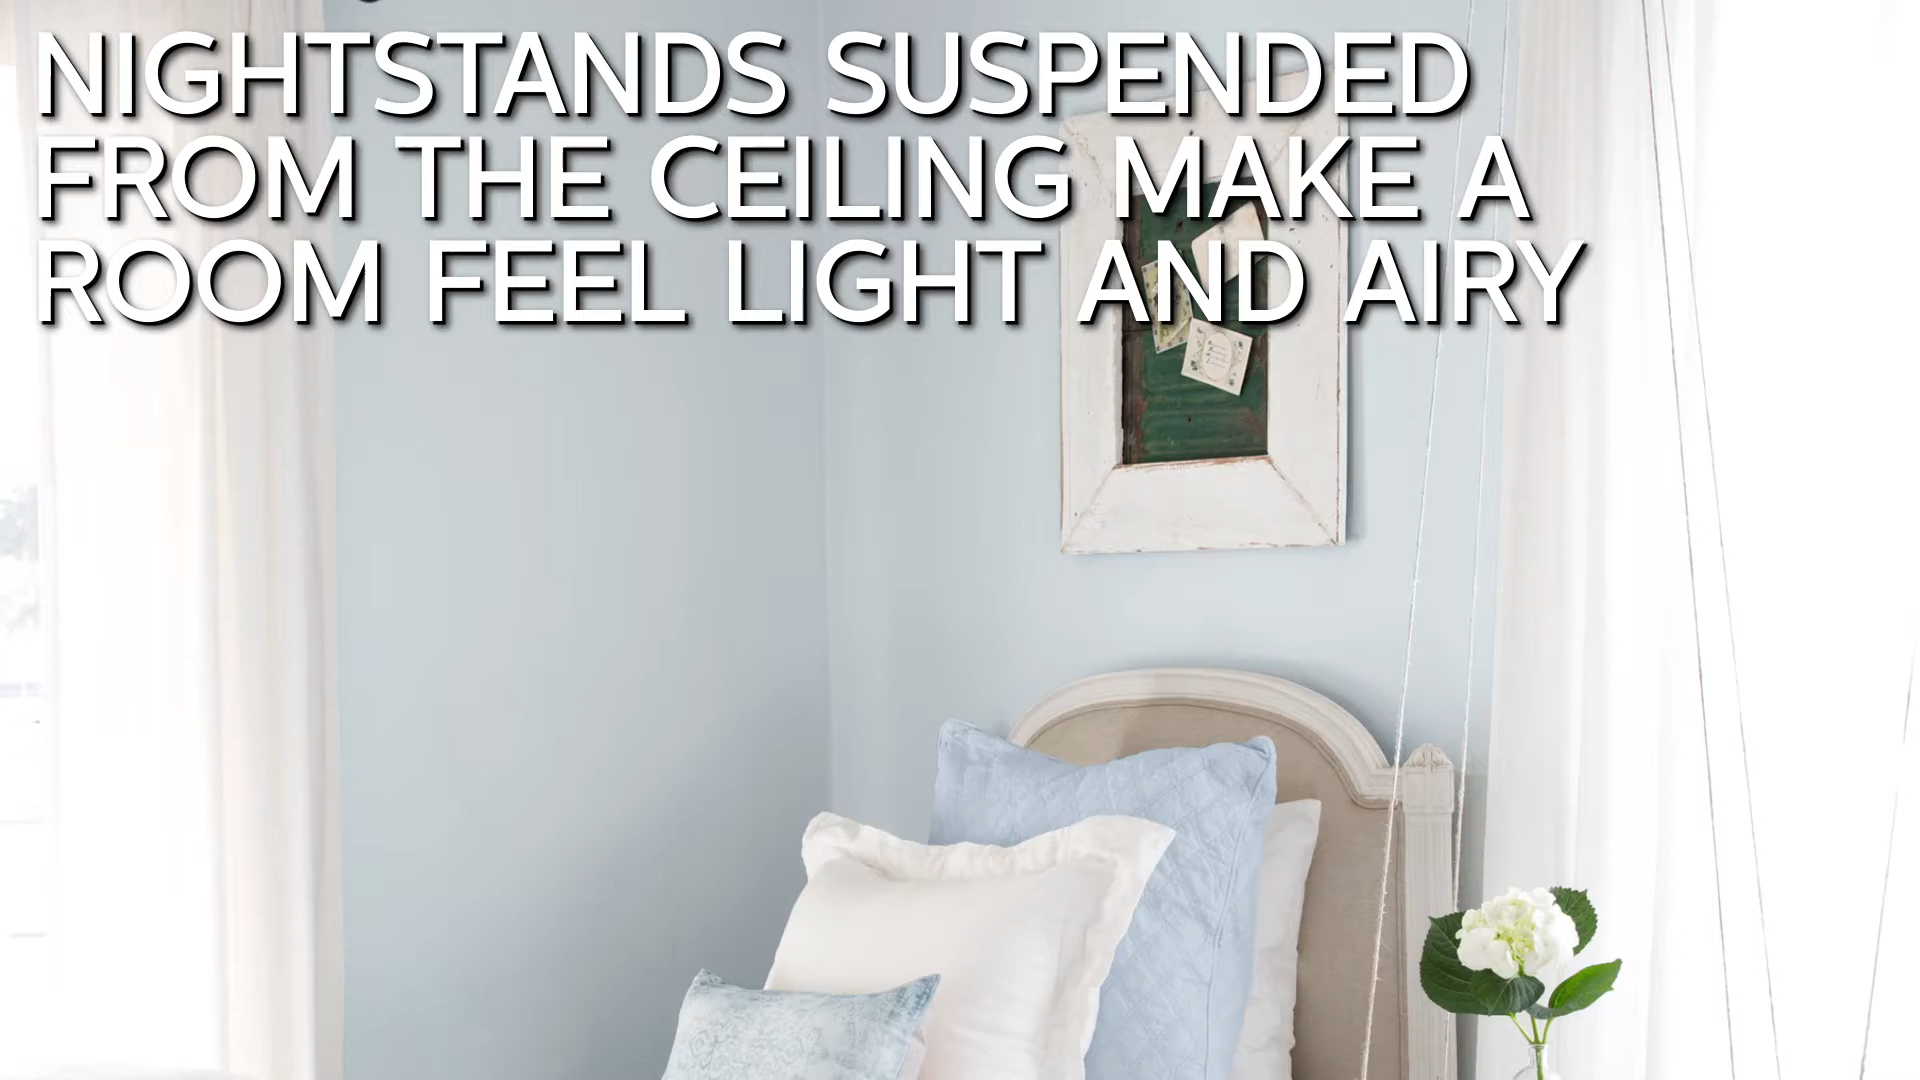 NIGHTSTANDS SUSPENDED
FROM THE CEILING MAKE A
ROOM FEEL LIGHT AND AIRY